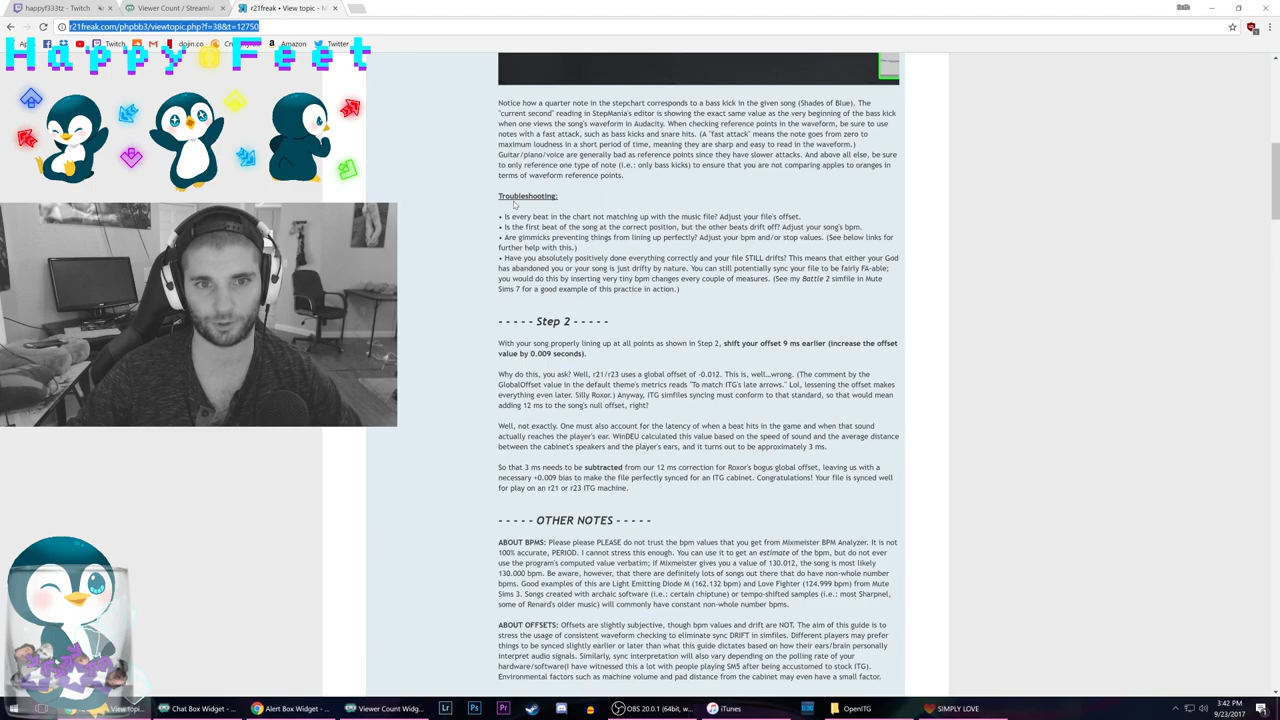 happyf333tz - Twitch
Viewer Count / Streamla
r21freak.com • View topic - N
r21freak.com/phpbb3/viewtopic.php?f=38&t=12750
Twitch
dojin.co
Amazon
Twitter
Happy Feet
Notice how a quarter note in the stepchart corresponds to a bass kick in the given song (Shades of Blue). The
"current second" reading in StepMania's editor is showing the exact same value as the very beginning of the bass kick
when one views the song's waveform in Audacity. When checking reference points in the waveform, be sure to use
notes with a fast attack, such as bass kicks and snare hits. (A "fast attack" means the note goes from zero to
maximum loudness in a short period of time, meaning they are sharp and easy to read in the waveform.)
Guitar/piano/voice are generally bad as reference points since they have slower attacks. And above all else, be sure
to only reference one type of note (i.e.: only bass kicks) to ensure that you are not comparing apples to oranges in
terms of waveform reference points.
Troubleshooting:
• Is every beat in the chart not matching up with the music file? Adjust your file's offset.
• Is the first beat of the song at the correct position, but the other beats drift off? Adjust your song's bpm.
• Are gimmicks preventing things from lining up perfectly? Adjust your bpm and/or stop values. (See below links for
further help with this.)
• Have you absolutely positively done everything correctly and your file STILL drifts? This means that either your God
has abandoned you or your song is just drifty by nature. You can still potentially sync your file to be fairly FA-able;
you would do this by inserting very tiny bpm changes every couple of measures. (See my Battle 2 simfile in Mute
Sims 7 for a good example of this practice in action.)
- - - - - Step 2 - - - - -
With your song properly lining up at all points as shown in Step 2, shift your offset 9 ms earlier (increase the offset
value by 0.009 seconds).
Why do this, you ask? Well, r21/r23 uses a global offset of -0.012. This is, well...wrong. (The comment by the
GlobalOffset value in the default theme's metrics reads "To match ITG's late arrows." Lol, lessening the offset makes
everything even later. Silly Roxor.) Anyway, ITG simfiles syncing must conform to that standard, so that would mean
adding 12 ms to the song's null offset, right?
Well, not exactly. One must also account for the latency of when a beat hits in the game and when that sound
actually reaches the player's ear. WinDEU calculated this value based on the speed of sound and the average distance
between the cabinet's speakers and the player's ears, and it turns out to be approximately 3 ms.
So that 3 ms needs to be subtracted from our 12 ms correction for Roxor's bogus global offset, leaving us with a
necessary +0.009 bias to make the file perfectly synced for an ITG cabinet. Congratulations! Your file is synced well
for play on an r21 or r23 ITG machine.
- - - - - OTHER NOTES - - - - -
ABOUT BPMS: Please please PLEASE do not trust the bpm values that you get from Mixmeister BPM Analyzer. It is not
100% accurate, PERIOD. I cannot stress this enough. You can use it to get an estimate of the bpm, but do not ever
use the program's computed value verbatim; if Mixmeister gives you a value of 130.012, the song is most likely
130.000 bpm. Be aware, however, that there are definitely lots of songs out there that do have non-whole number
bpms. Good examples of this are Light Emitting Diode M (162.132 bpm) and Love Fighter (124.999 bpm) from Mute
Sims 3. Songs created with archaic software (i.e.: certain chiptune) or tempo-shifted samples (i.e.: most Sharpnel,
some of Renard's older music) will commonly have constant non-whole number bpms.
ABOUT OFFSETS: Offsets are slightly subjective, though bpm values and drift are NOT. The aim of this guide is to
stress the usage of consistent waveform checking to eliminate sync DRIFT in simfiles. Different players may prefer
things to be synced slightly earlier or later than what this guide dictates based on how their ears/brain personally
interpret audio signals. Similarly, sync interpretation will also vary depending on the polling rate of your
hardware/software(I have witnessed this a lot with people playing SM5 after being accustomed to stock ITG).
Environmental factors such as machine volume and pad distance from the cabinet may even have a small factor.
View topi...
Chat Box Widget - ...
Alert Box Widget - ...
Viewer Count Widg...
OBS 20.0.1 (64bit, w...
iTunes
OpenITG
SIMPLY LOVE
3:42 PM
9/23/2017